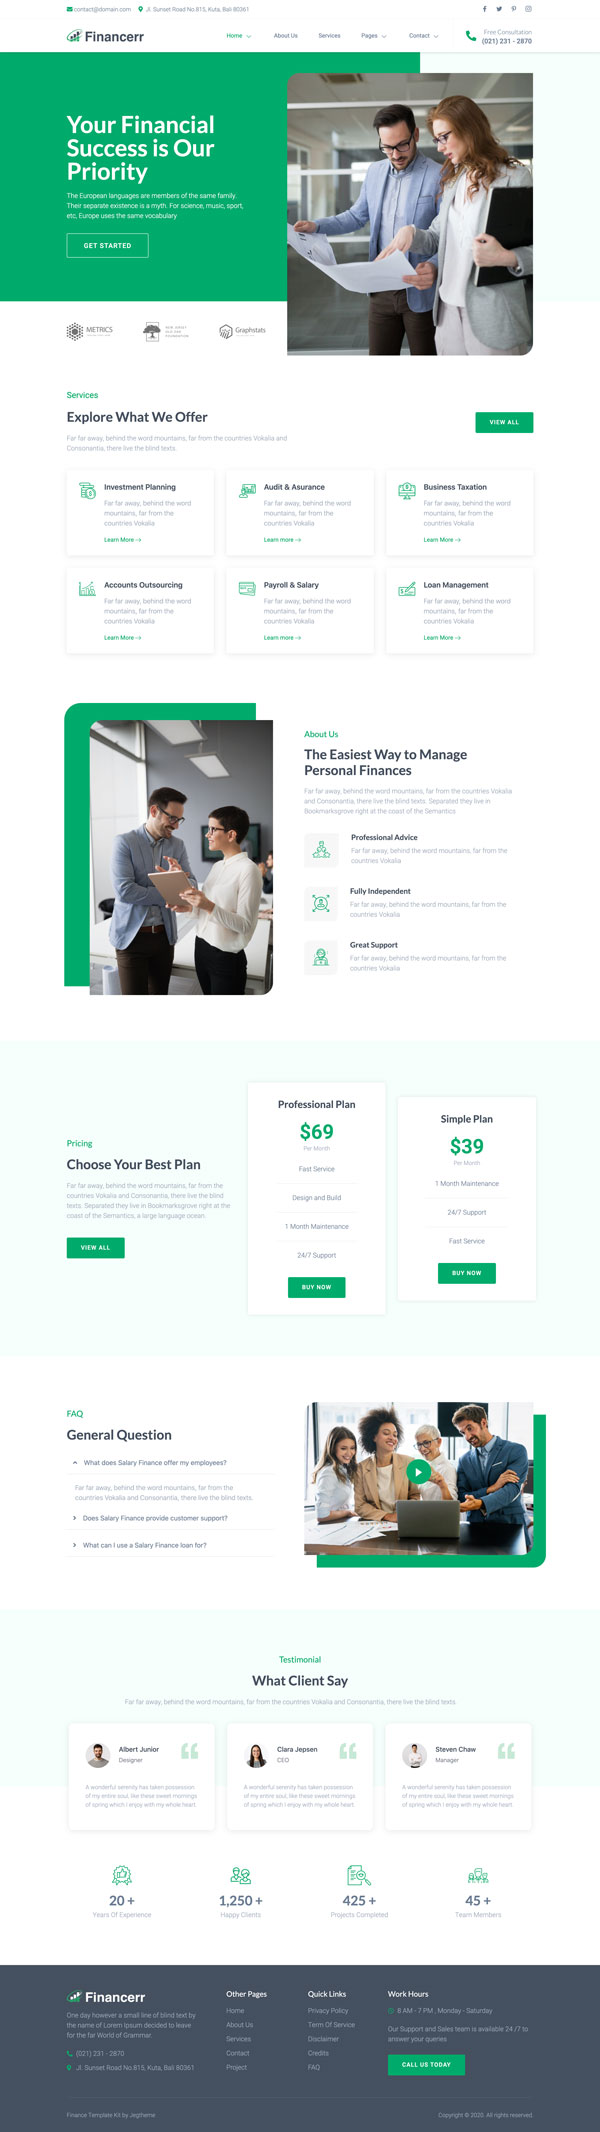 contact@domain.com Jl. Sunset Road No.815, Kuta, Bali 80361
Financerr
Home About Us Services Pages Contact
Free Consultation
(021) 231 - 2870
Your Financial
Success is Our
Priority
The European languages are members of the same family.
Their separate existence is a myth. For science, music, sport,
etc, Europe uses the same vocabulary
GET STARTED
METRICS
Graphstats
Services
Explore What We Offer
Far far away, behind the word mountains, far from the countries Vokalia and
Consonantia, there live the blind texts.
VIEW ALL
Investment Planning
Far far away, behind the word
mountains, far from the
countries Vokalia
Learn More
Audit & Asurance
Far far away, behind the word
mountains, far from the
countries Vokalia
Learn more
Business Taxation
Far far away, behind the word
mountains, far from the
countries Vokalia
Learn More
Accounts Outsourcing
Far far away, behind the word
mountains, far from the
countries Vokalia
Learn More
Payroll & Salary
Far far away, behind the word
mountains, far from the
countries Vokalia
Learn more
Loan Management
Far far away, behind the word
mountains, far from the
countries Vokalia
Learn More
About Us
The Easiest Way to Manage
Personal Finances
Far far away, behind the word mountains, far from the countries Vokalia
and Consonantia, there live the blind texts. Separated they live in
Bookmarksgrove right at the coast of the Semantics
Professional Advice
Far far away, behind the word mountains, far from the
countries Vokalia
Fully Independent
Far far away, behind the word mountains, far from the
countries Vokalia
Great Support
Far far away, behind the word mountains, far from the
countries Vokalia
Pricing
Choose Your Best Plan
Far far away, behind the word mountains, far from the
countries Vokalia and Consonantia, there live the blind
texts. Separated they live in Bookmarksgrove right at the
coast of the Semantics, a large language ocean.
VIEW ALL
Professional Plan
$69
Per Month
Fast Service
Design and Build
1 Month Maintenance
24/7 Support
BUY NOW
Simple Plan
$39
Per Month
1 Month Maintenance
24/7 Support
Fast Service
BUY NOW
FAQ
General Question
What does Salary Finance offer my employees?
Far far away, behind the word mountains, far from the
countries Vokalia and Consonantia, there live the blind texts.
Does Salary Finance provide customer support?
What can I use a Salary Finance loan for?
Testimonial
What Client Say
Far far away, behind the word mountains, far from the countries Vokalia and Consonantia, there live the blind texts.
Albert Junior
Designer
A wonderful serenity has taken possession
of my entire soul, like these sweet mornings
of spring which I enjoy with my whole heart.
Clara Jepsen
CEO
A wonderful serenity has taken possession
of my entire soul, like these sweet mornings
of spring which I enjoy with my whole heart.
Steven Chaw
Manager
A wonderful serenity has taken possession
of my entire soul, like these sweet mornings
of spring which I enjoy with my whole heart.
20 +
Years Of Experience
1,250 +
Happy Clients
425 +
Projects Completed
45 +
Team Members
Financerr
One day however a small line of blind text by
the name of Lorem Ipsum decided to leave
for the far World of Grammar.
(021) 231 - 2870
Jl. Sunset Road No.815, Kuta, Bali 80361
Other Pages
Home
About Us
Services
Contact
Project
Quick Links
Privacy Policy
Term Of Service
Disclaimer
Credits
FAQ
Work Hours
8 AM - 7 PM , Monday - Saturday
Our Support and Sales team is available 24 /7 to
answer your queries
CALL US TODAY
Finance Template Kit by Jegtheme
Copyright © 2020. All rights reserved.